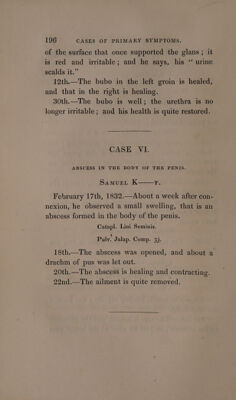 196 CASES OF PRIMARY SYMPTOMS.
of the surface that once supported the glans; it
is red and irritable; and he says, his “urine
scalds it.”
12th.—The bubo in the left groin is healed,
and that in the right is healing.
30th.—The bubo is well; the urethra is no
longer irritable; and his health is quite restored.
CASE VI.
ABSCESS IN THE BODY OF THE PENIS.
SAMUEL K——Y.
February 17th, 1832.—About a week after con-
nexion, he observed a small swelling, that is an
abscess formed in the body of the penis.
Catapl. Lini Seminis.
Pulv. Jalap. Comp. ʒj.
18th.—The abscess was opened, and about a
drachm of pus was let out.
20th.—The abscess is healing and contracting.
22nd.—The ailment is quite removed.